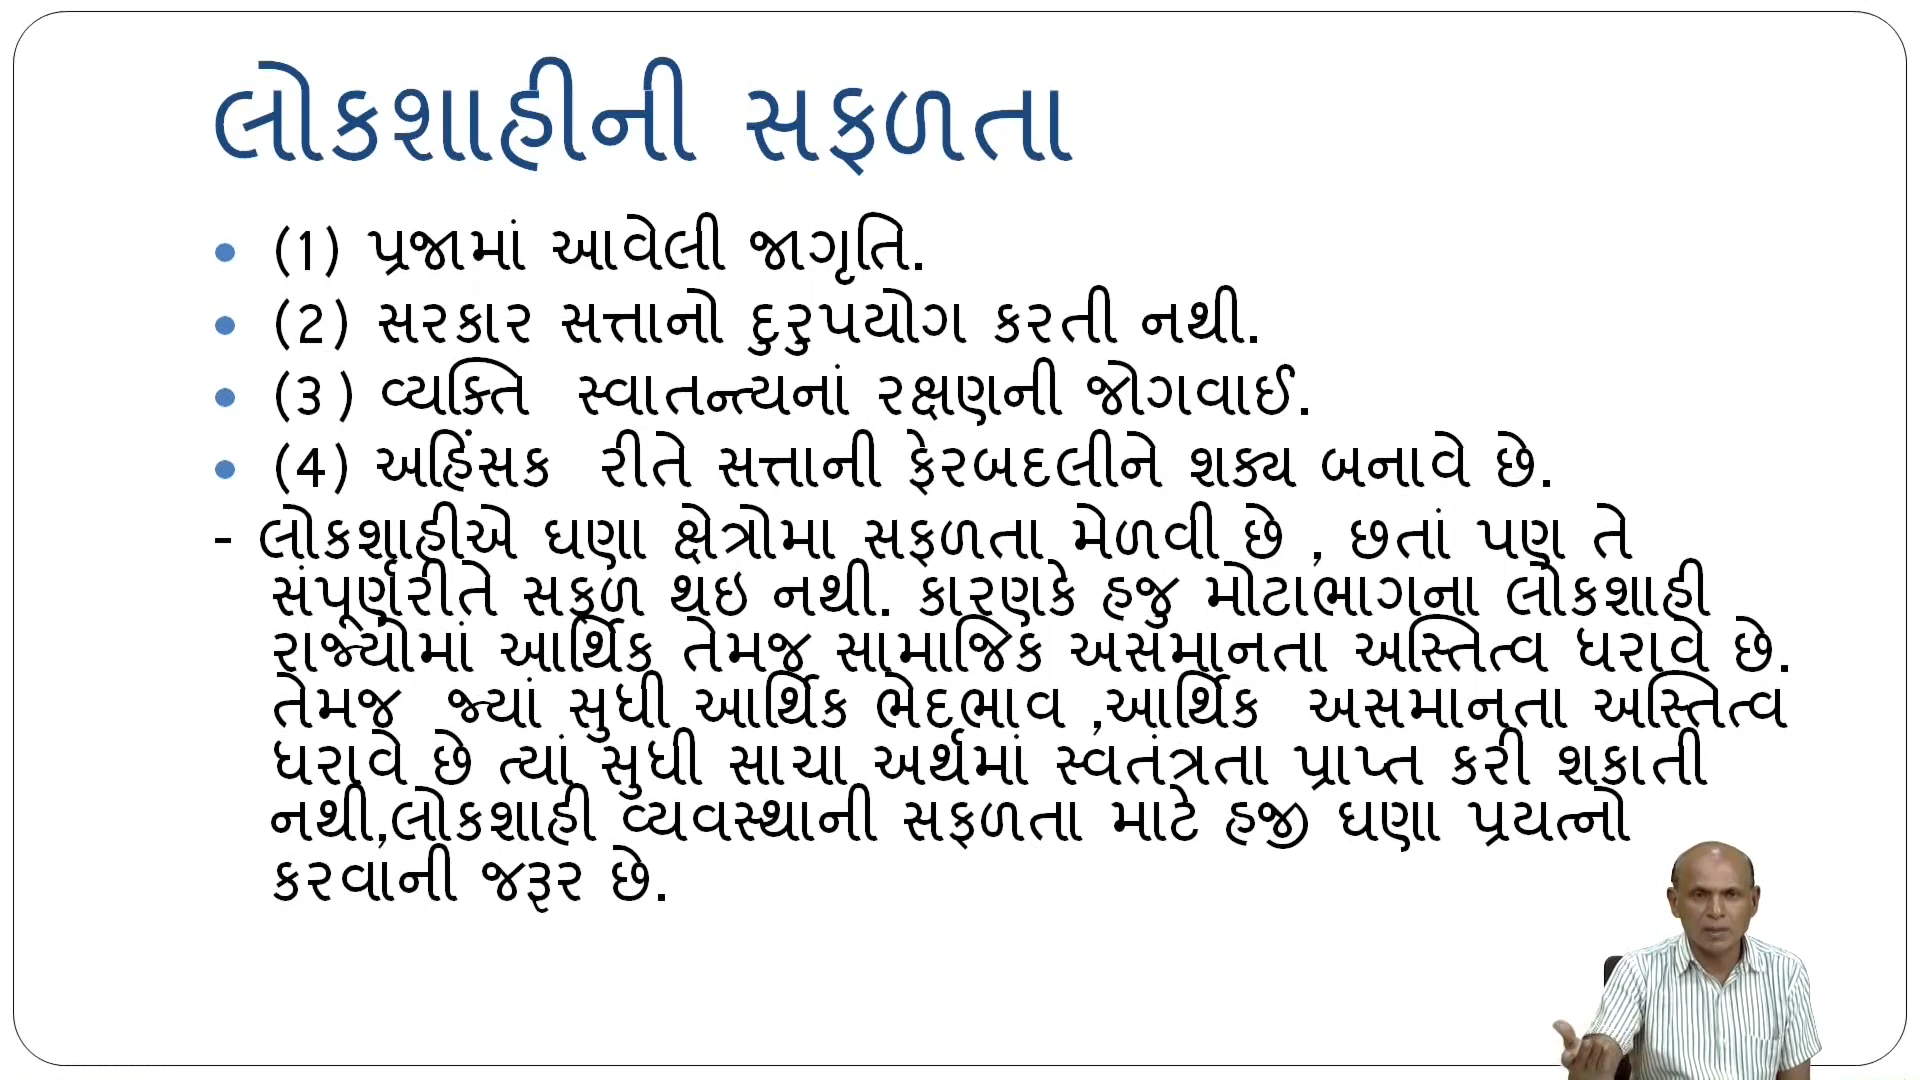 લોકશાહીની સફળતા
• (1) પ્રજામાં આવેલી જાગૃતિ.
• (2) સરકાર સત્તાનો દુરુપયોગ કરતી નથી.
• (3) વ્યક્તિ સ્વાતન્ત્યનાં રક્ષણની જોગવાઈ.
• (4) અહિંસક રીતે સત્તાની ફેરબદલીને શક્ય બનાવે છે.
- લોકશાહીએ ઘણા ક્ષેત્રોમા સફળતા મેળવી છે , છતાં પણ તે
સંપૂર્ણરીતે સફળ થઇ નથી. કારણકે હજુ મોટાભાગના લોકશાહી
રાજ્યોમાં આર્થિક તેમજ સામાજિક અસમાનતા અસ્તિત્વ ધરાવે છે.
તેમજ જ્યાં સુધી આર્થિક ભેદભાવ ,આર્થિક અસમાનતા અસ્તિત્વ
ધરાવે છે ત્યાં સુધી સાચા અર્થમાં સ્વતંત્રતા પ્રાપ્ત કરી શકાતી
નથી,લોકશાહી વ્યવસ્થાની સફળતા માટે હજી ઘણા પ્રયત્નો
કરવાની જરૂર છે.